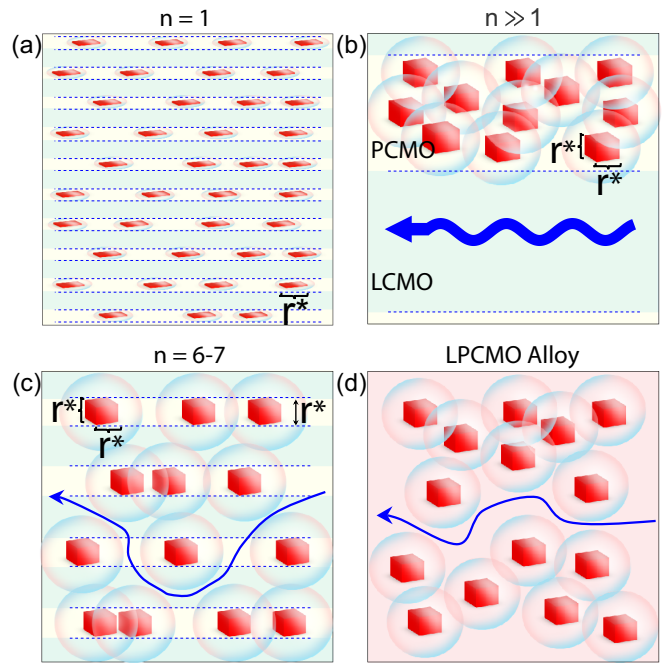 n = 1
n ≫ 1
(a)
(b)
PCMO
r*
r*
LCMO
r*
n = 6-7
LPCMO Alloy
(c)
(d)
r*
r*
r*